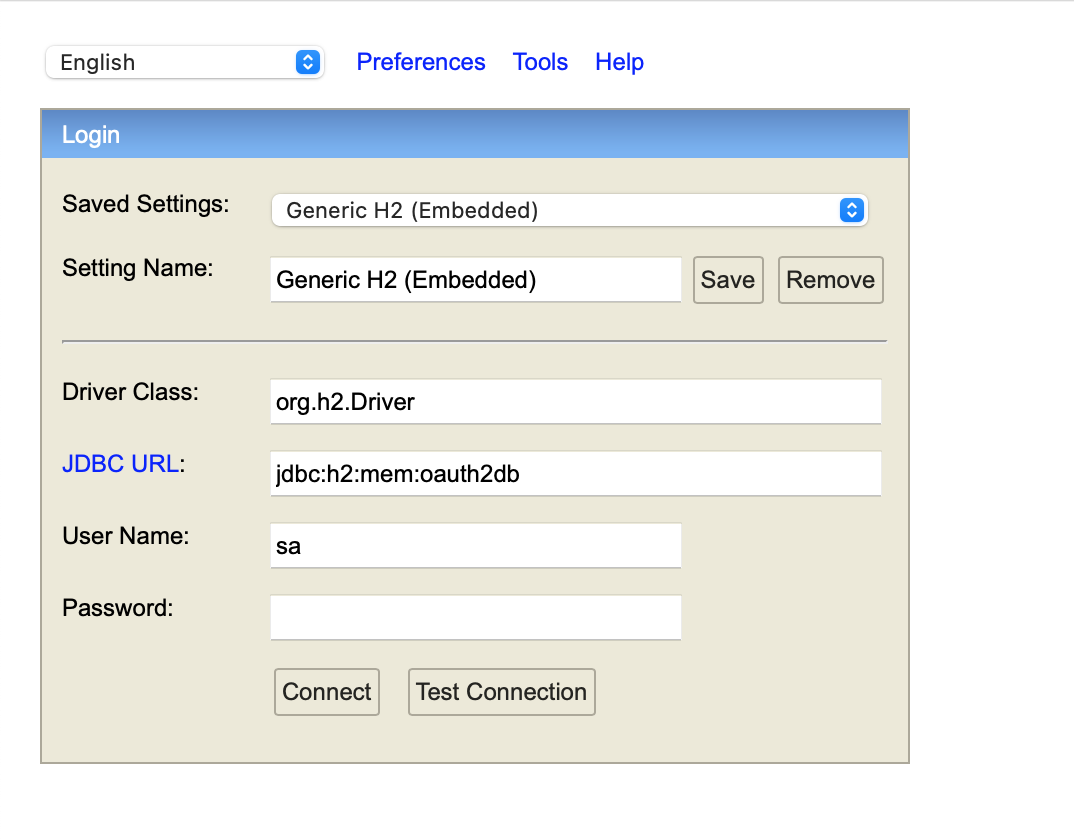 English Preferences Tools Help
Login
Saved Settings: Generic H2 (Embedded)
Setting Name: Generic H2 (Embedded) Save Remove
Driver Class: org.h2.Driver
JDBC URL: jdbc:h2:mem:oauth2db
User Name: sa
Password:
Connect Test Connection